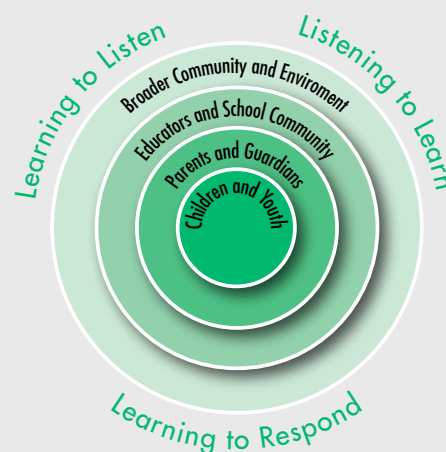 Learning to Listen
Listening to Learn
Broader Community and Enviroment
Educators and School Community
Parents and Guardians
Children and Youth
Learning to Respond